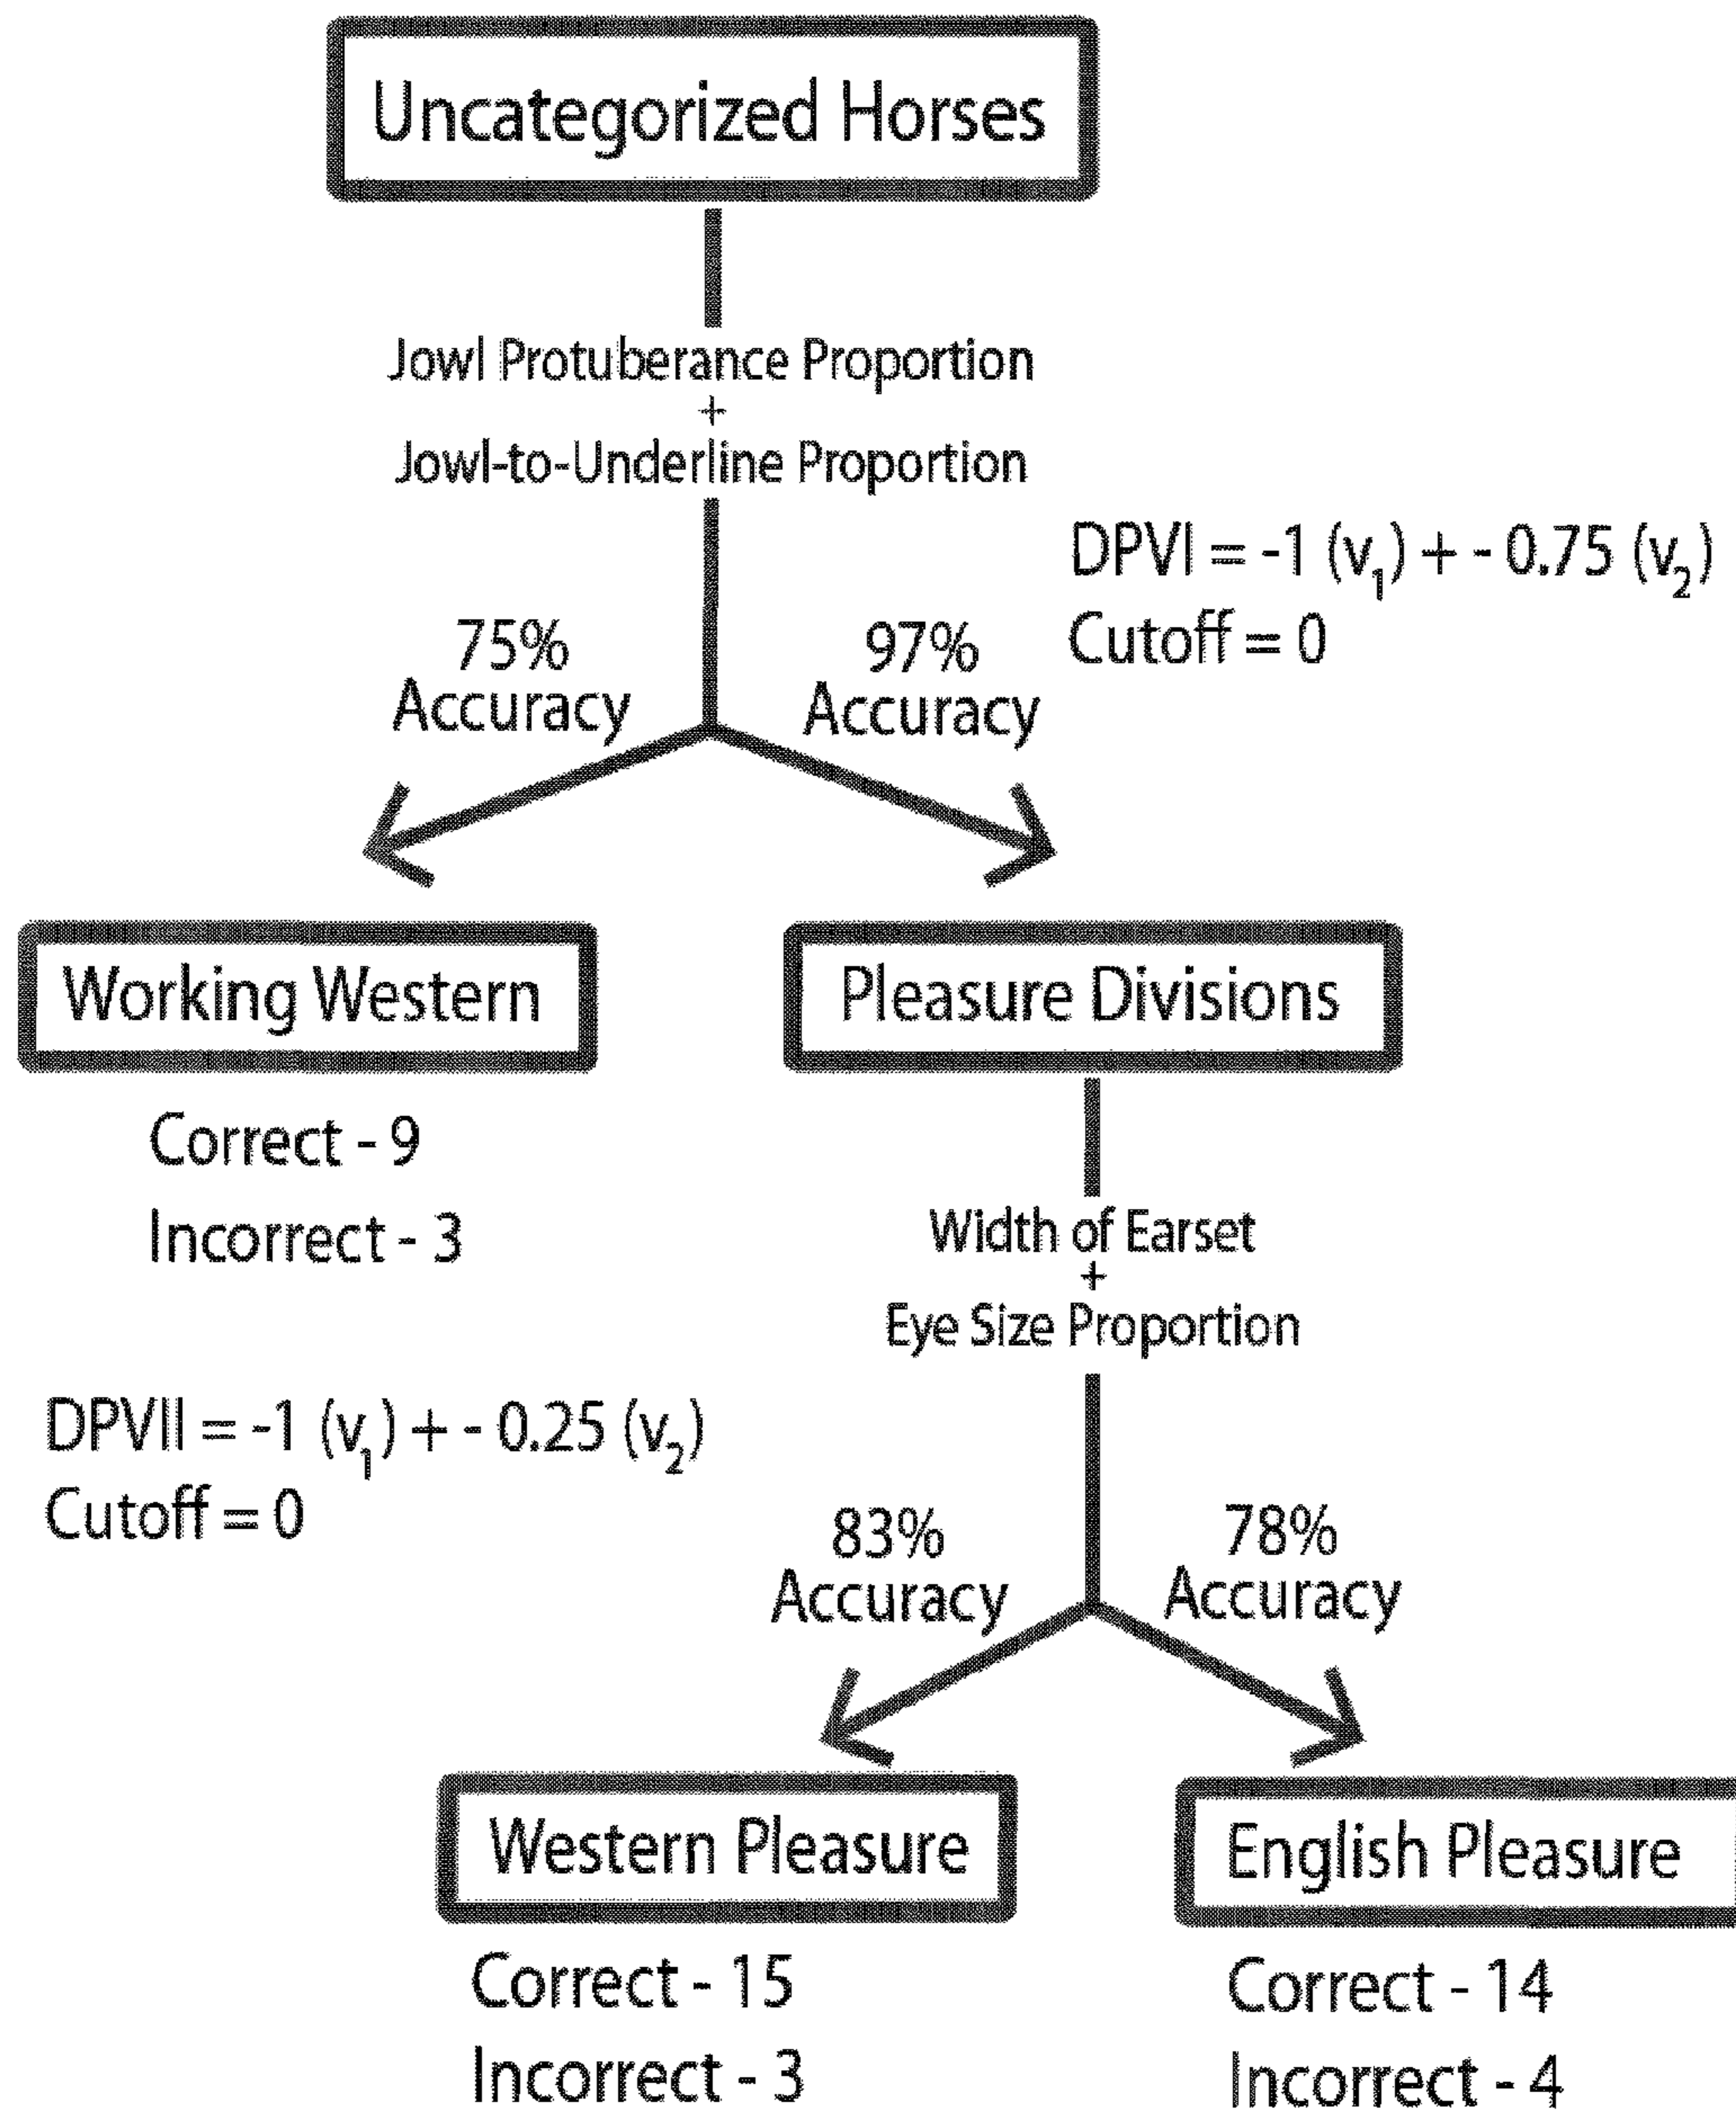 Uncategorized Horses
Jowl Protuberance Proportion
+
Jowl-to-Underline Proportion
DPVI = -1 (v₁) + - 0.75 (v₂)
Cutoff = 0
75%
Accuracy
97%
Accuracy
Working Western
Correct - 9
Incorrect - 3
Pleasure Divisions
Width of Earset
+
Eye Size Proportion
DPVII = -1 (v₁) + - 0.25 (v₂)
Cutoff = 0
83%
Accuracy
78%
Accuracy
Western Pleasure
Correct - 15
Incorrect - 3
English Pleasure
Correct - 14
Incorrect - 4